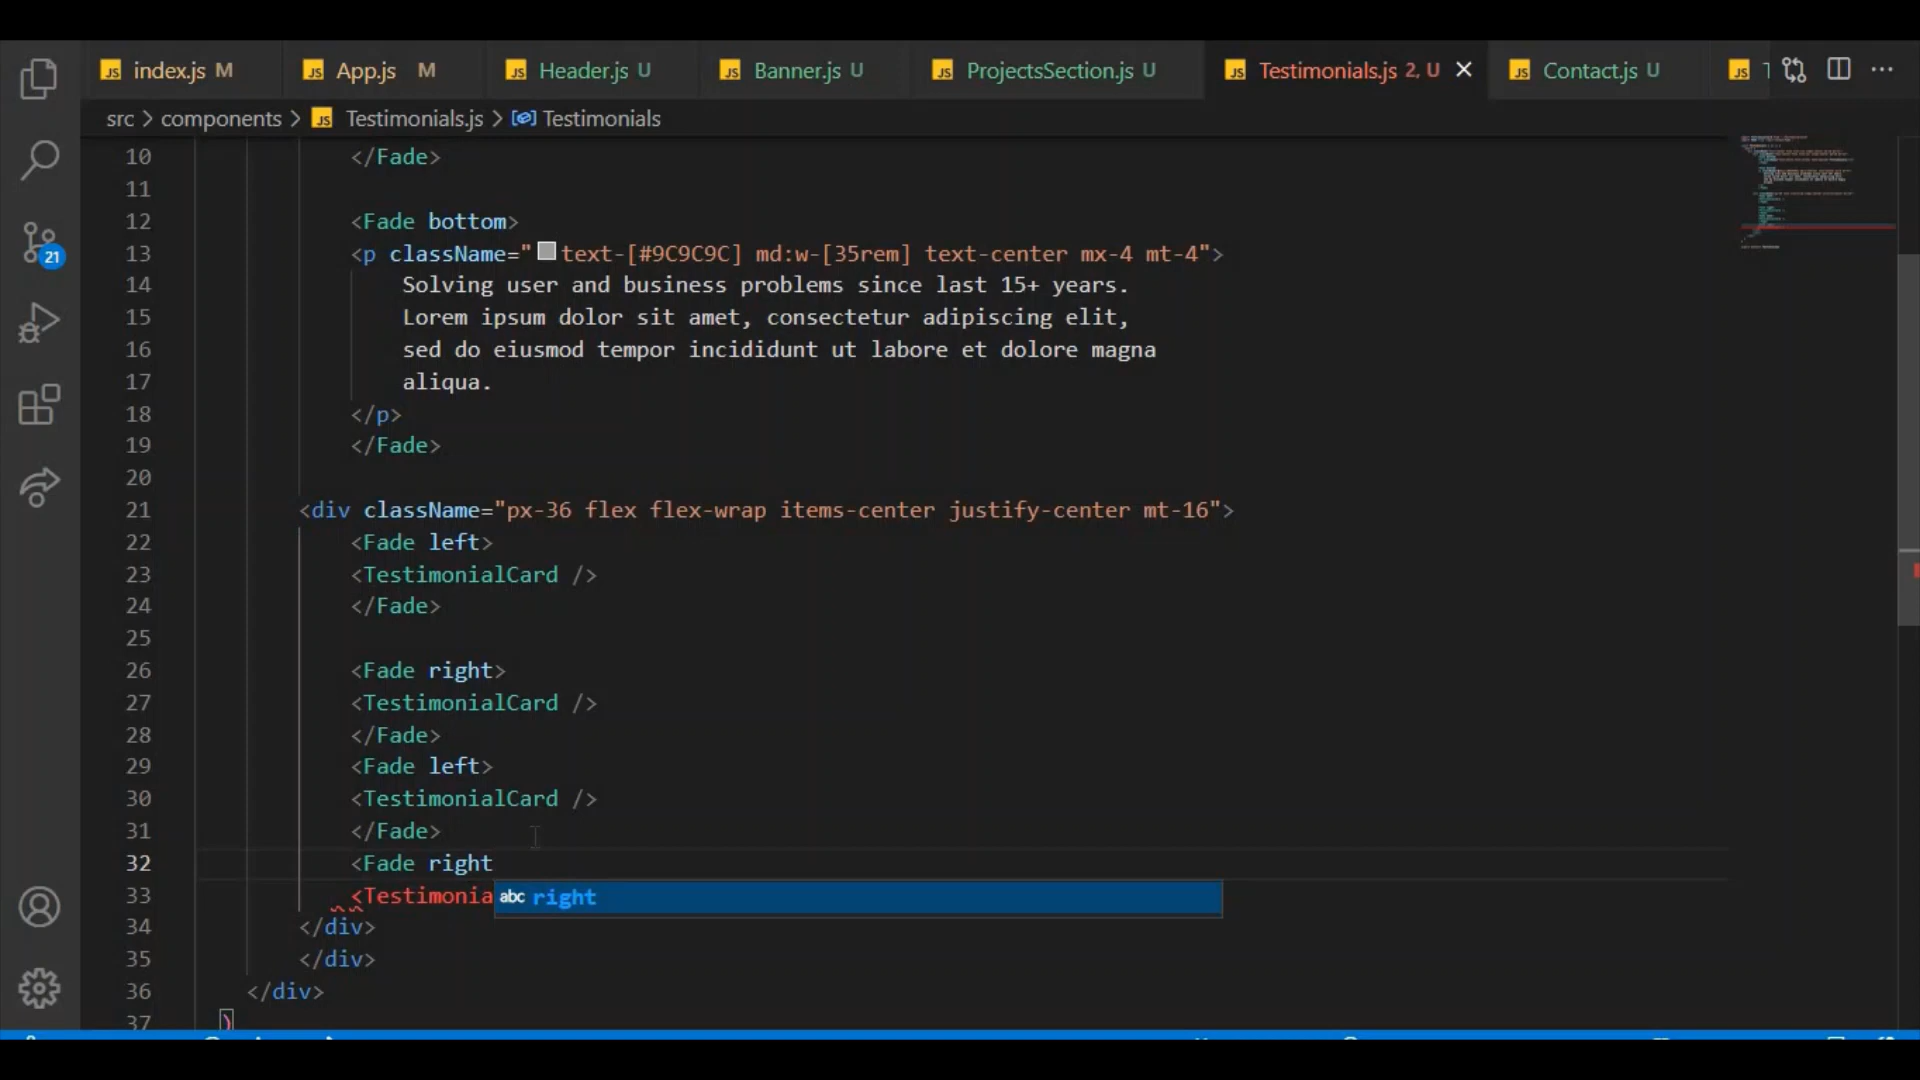 index.js M App.js M Header.js U Banner.js U ProjectsSection.js U Testimonials.js 2, U Contact.js U
src > components > JS Testimonials.js > Testimonials
10 </Fade>
11
12 <Fade bottom>
13 <p className="text-[#9C9C9C] md:w-[35rem] text-center mx-4 mt-4">
14 Solving user and business problems since last 15+ years.
15 Lorem ipsum dolor sit amet, consectetur adipiscing elit,
16 sed do eiusmod tempor incididunt ut labore et dolore magna
17 aliqua.
18 </p>
19 </Fade>
20
21 <div className="px-36 flex flex-wrap items-center justify-center mt-16">
22 <Fade left>
23 <TestimonialCard />
24 </Fade>
25
26 <Fade right>
27 <TestimonialCard />
28 </Fade>
29 <Fade left>
30 <TestimonialCard />
31 </Fade>
32 <Fade right
33 <Testimonia abc right
34 </div>
35 </div>
36 </div>
37 )
21